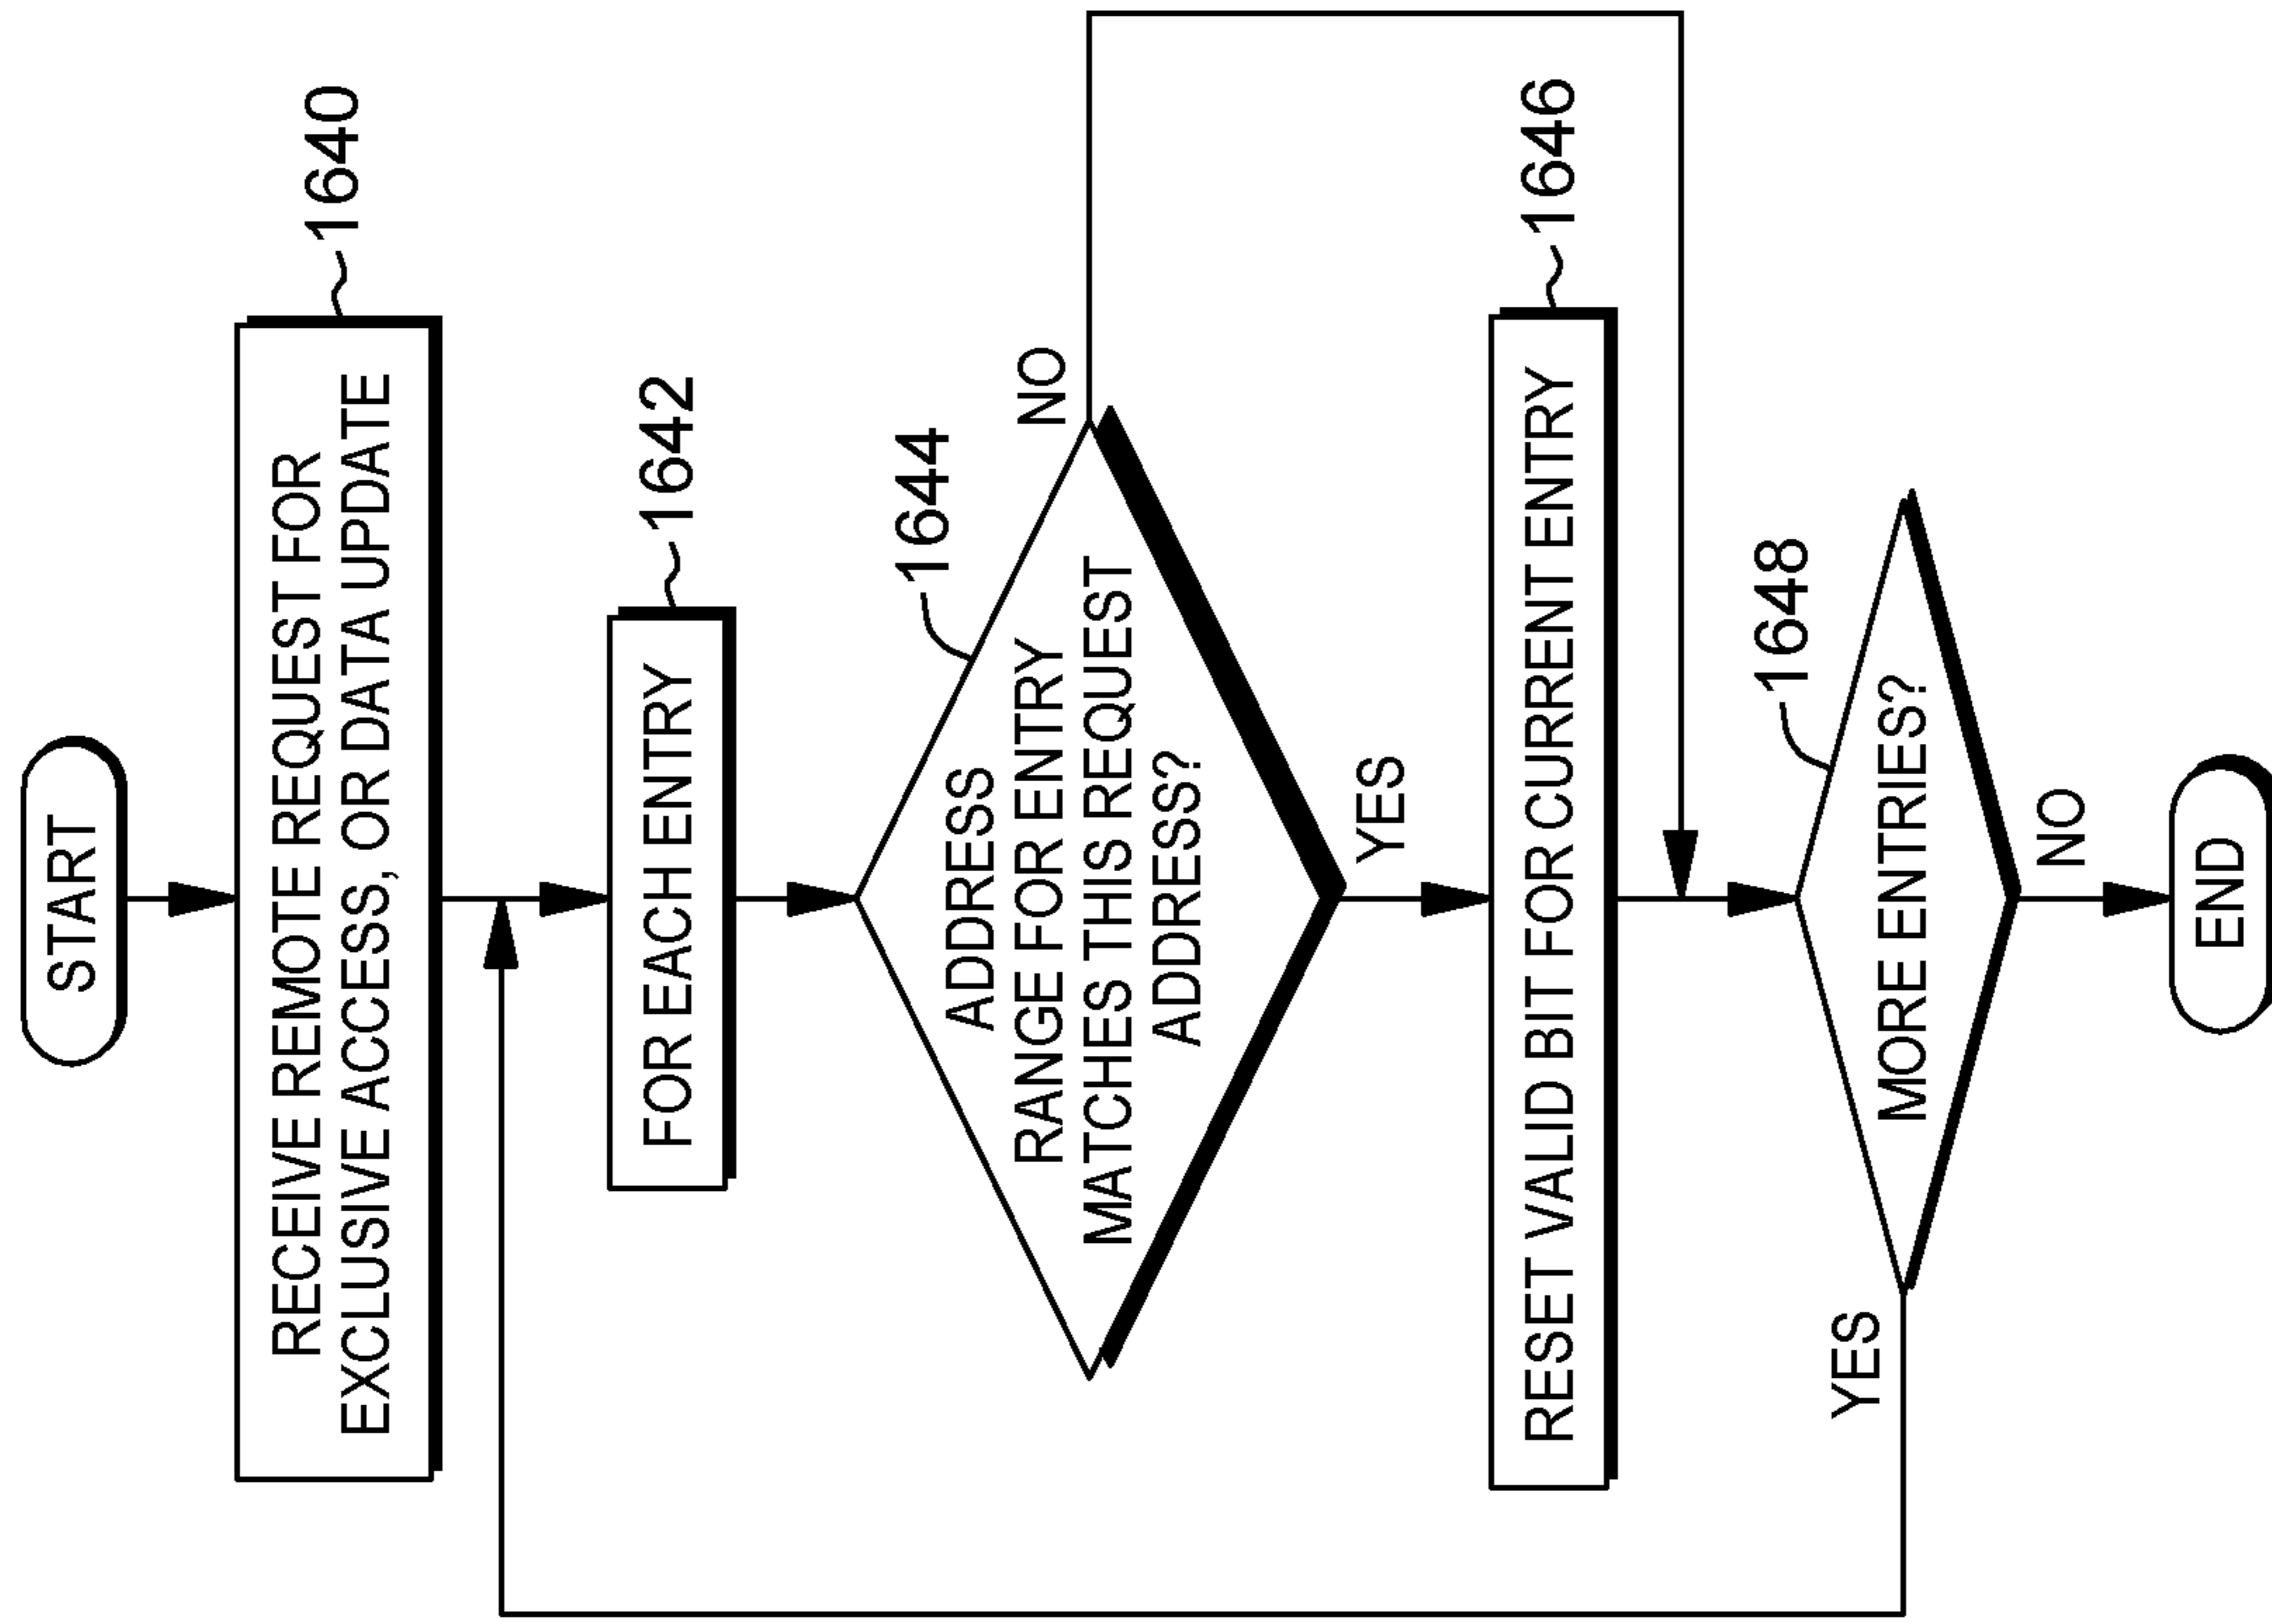 START
RECEIVE REMOTE REQUEST FOR
EXCLUSIVE ACCESS, OR DATA UPDATE
1640
FOR EACH ENTRY
1642
ADDRESS
RANGE FOR ENTRY
MATCHES THIS REQUEST
ADDRESS?
1644
NO
YES
RESET VALID BIT FOR CURRENT ENTRY
1646
MORE ENTRIES?
1648
YES
NO
END